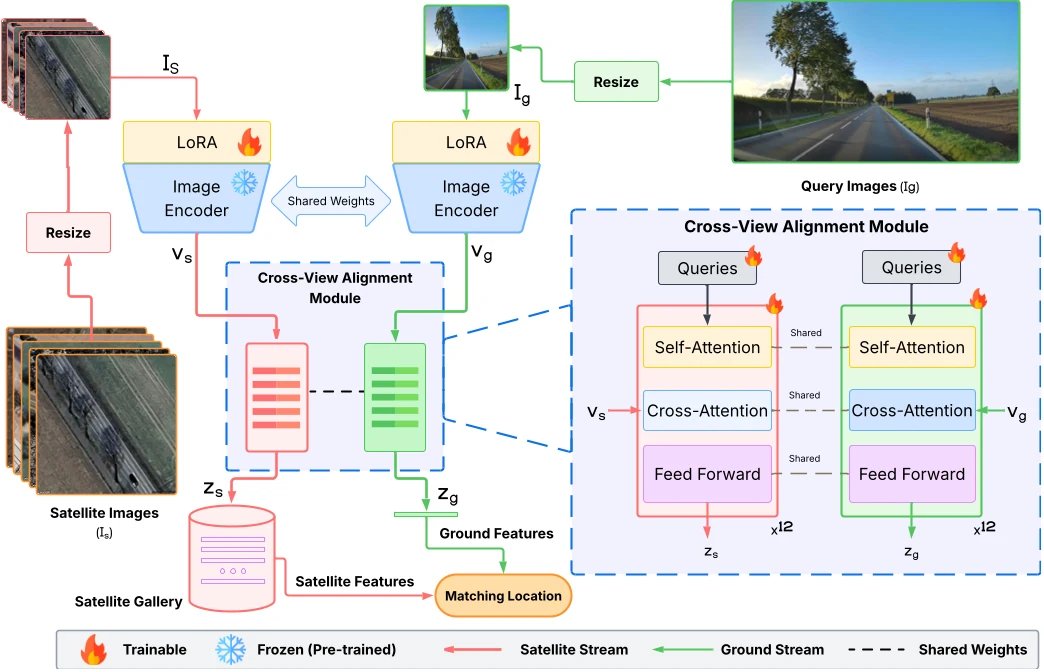 I_S
I_g
Resize
LoRA
LoRA
Image
Encoder
Image
Encoder
Shared Weights
Query Images (Ig)
Resize
V_s
V_g
Cross-View Alignment
Module
Satellite Images
(I_s)
Z_s
Z_g
Ground Features
Satellite Gallery
Satellite Features
Matching Location
Cross-View Alignment Module
Queries
Queries
Self-Attention
Shared
Self-Attention
V_s
Cross-Attention
Shared
Cross-Attention
V_g
Feed Forward
Shared
Feed Forward
x12
x12
Z_s
Z_g
Trainable
Frozen (Pre-trained)
Satellite Stream
Ground Stream
Shared Weights